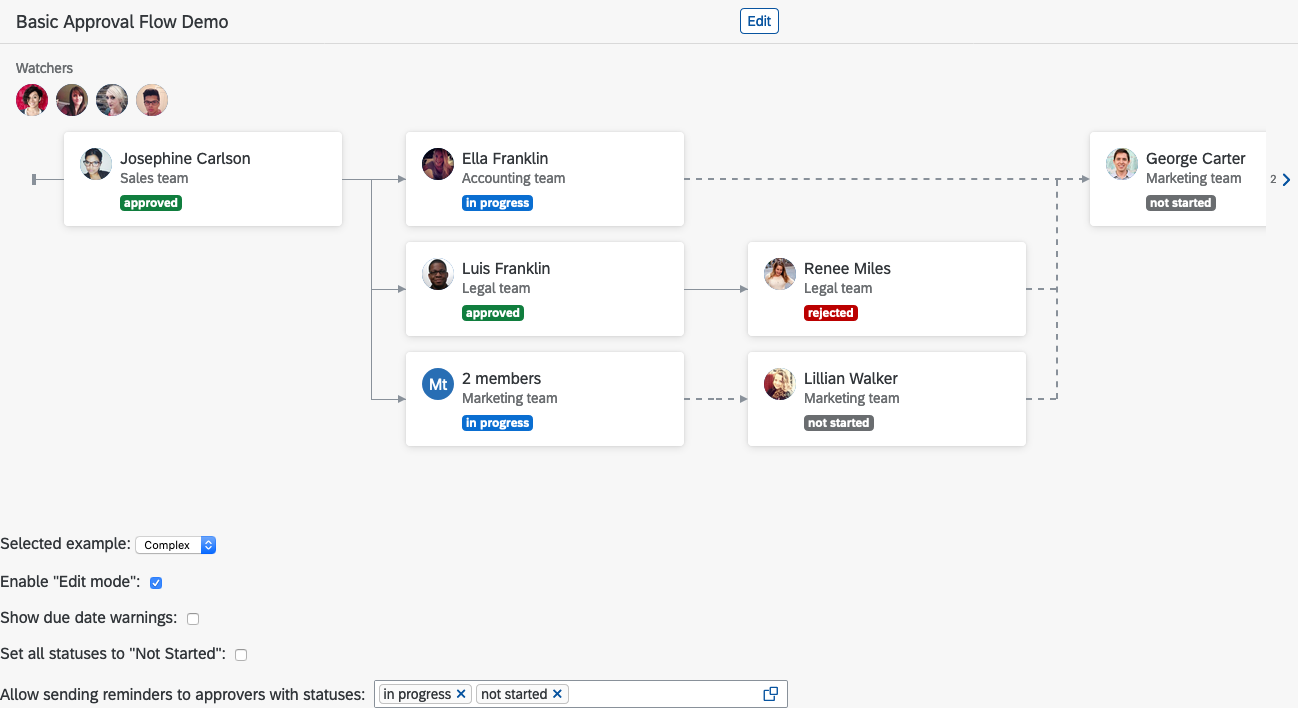 Basic Approval Flow Demo
Edit
Watchers
Josephine Carlson
Sales team
approved
Ella Franklin
Accounting team
in progress
George Carter
Marketing team
not started
2
Luis Franklin
Legal team
approved
Renee Miles
Legal team
rejected
Mt
2 members
Marketing team
in progress
Lillian Walker
Marketing team
not started
Selected example: Complex
Enable "Edit mode":
Show due date warnings:
Set all statuses to "Not Started":
Allow sending reminders to approvers with statuses: in progress not started